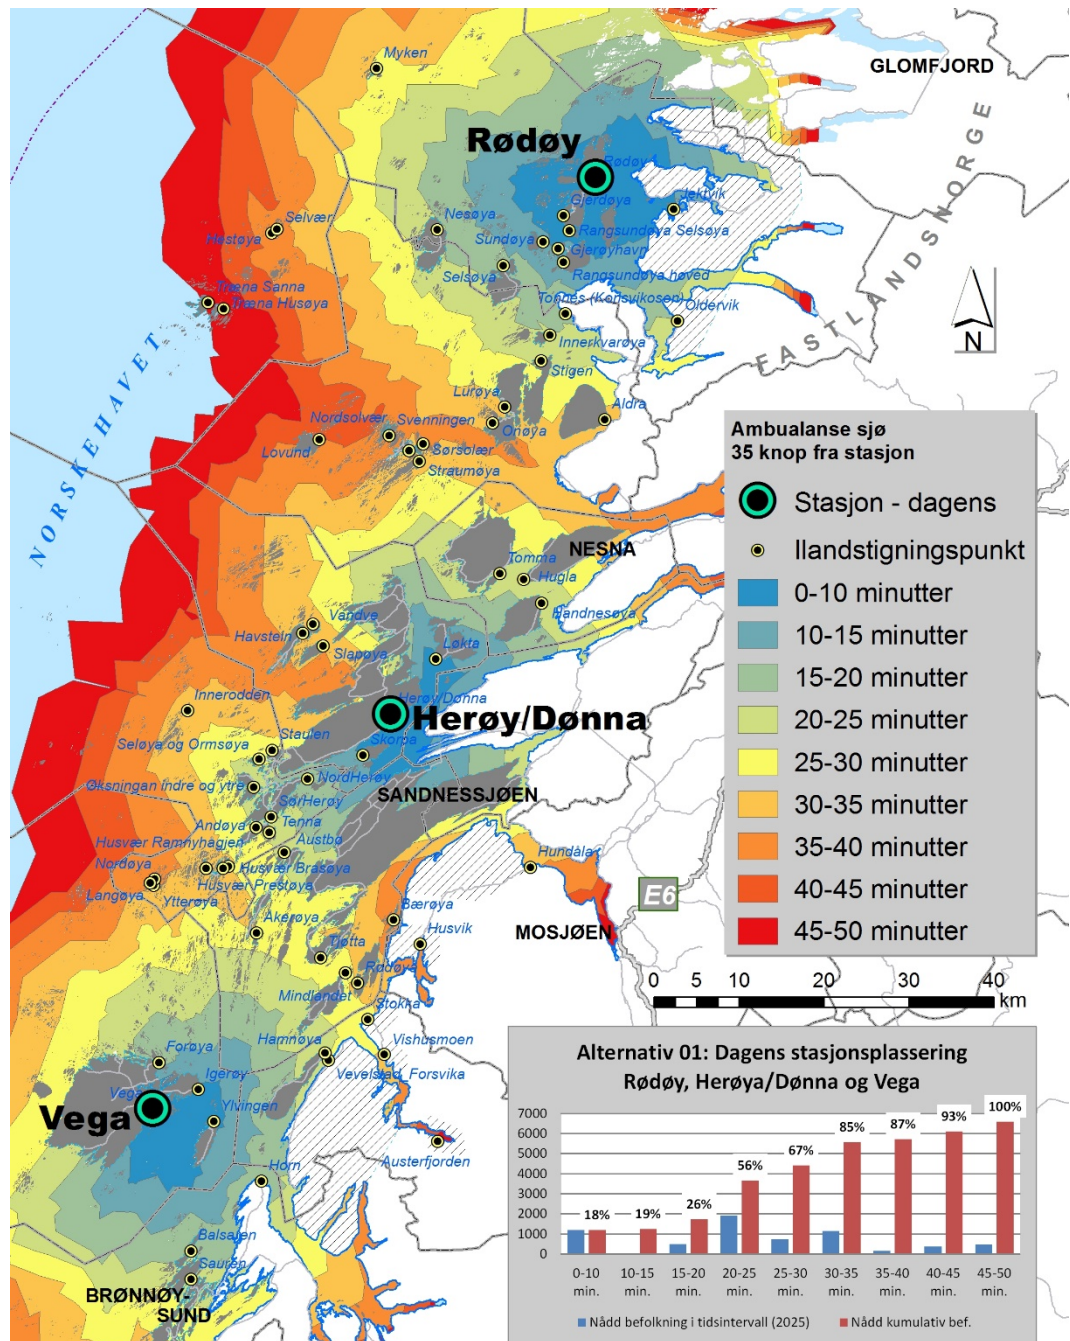 Myken
GLOMFJORD
Rødøy
Rødøy
Jektvik
Gjerdøya
Selvær
Hestøya
Nesøya
Rangsundøya Selsøya
Sundøya
Gjerøyhavn
Selsøya
Rangsundøya hoved
Træna Sanna
Træna Husøya
Tonnes (Konsvikosen)
Oldervik
Innerkvarøya
Stigen
FASTLANDSNORGE
N
NORSKEHAVET
Lurøya
Aldra
Nordsolvær
Svenningen
Onøya
Lovund
Sørsolær
Straumøya
Ambualanse sjø
35 knop fra stasjon
Stasjon - dagens
Ilandstigningspunkt
0-10 minutter
10-15 minutter
15-20 minutter
20-25 minutter
25-30 minutter
30-35 minutter
35-40 minutter
40-45 minutter
45-50 minutter
NESNA
Tomma
Hugla
Handnesøya
Vandve
Havstein
Slapøya
Løkta
Innerodden
Herøy/Dønna
Herøy/Dønna
Skorpa
Staulen
Seløya og Ormsøya
NordHerøy
Øksningan indre og ytre
SANDNESSJØEN
SørHerøy
Andøya
Tenna
Husvær Ramnyhagjen
Austbø
Nordøya
Husvær Brasøya
Husvær Prestøya
Langøya
Ytterøya
Hundåla
E6
Bærøya
Åkerøya
Husvik
MOSJØEN
Tjøtta
Rødøya
Mindlandet
Stokka
0 5 10 20 30 40
km
Hamnøya
Vishusmoen
Forøya
Vevelstad
Forsvika
Igerøy
Vega
Vega
Ylvingen
Austerfjorden
Horn
Balsøjen
Sauren
BRØNNØY-
SUND
Alternativ 01: Dagens stasjonsplassering
Rødøy, Herøya/Dønna og Vega
7000
6000
5000
4000
3000
2000
1000
0
18% 19% 26% 56% 67% 85% 87% 93% 100%
0-10 10-15 15-20 20-25 25-30 30-35 35-40 40-45 45-50
min. min. min. min. min. min. min. min. min.
Nådd befolkning i tidsintervall (2025) Nådd kumulativ bef.